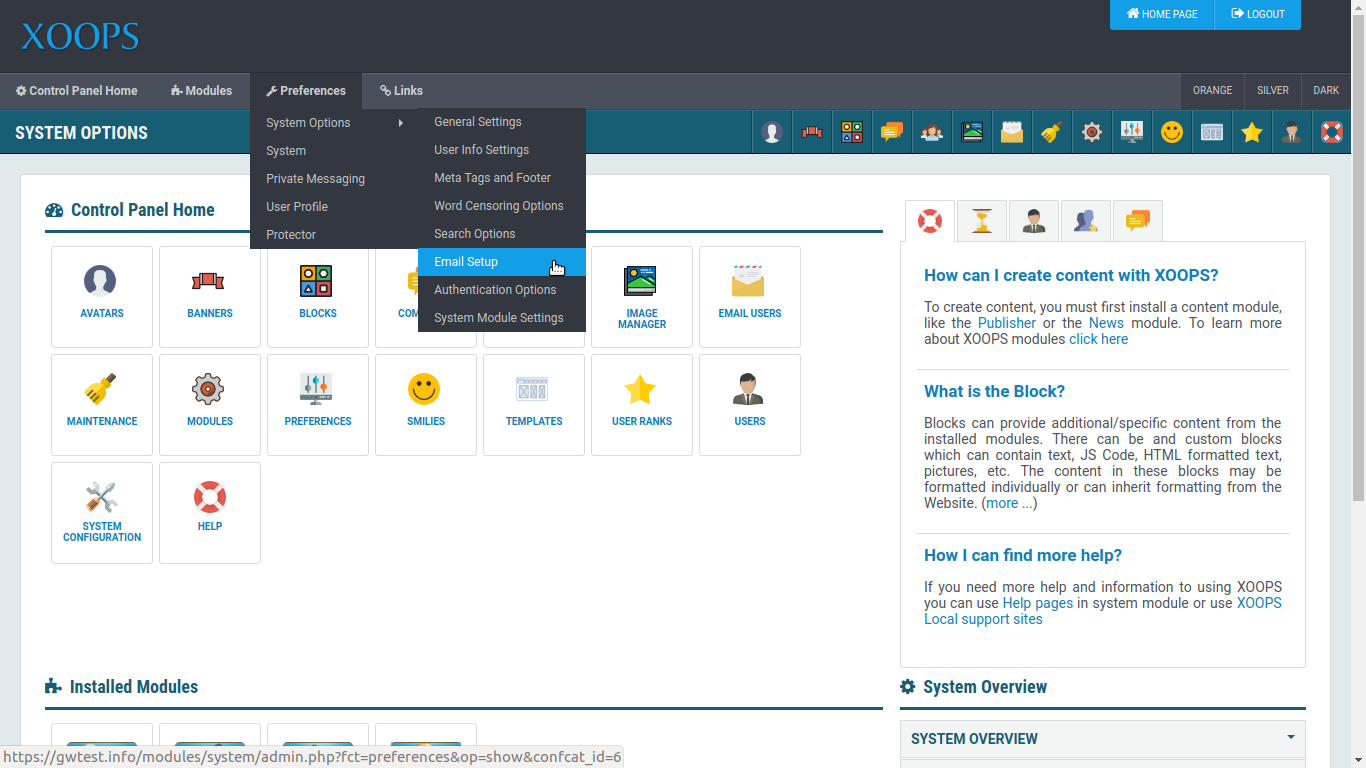 XOOPS
HOME PAGE
LOGOUT
Control Panel Home
Modules
Preferences
Links
ORANGE
SILVER
DARK
SYSTEM OPTIONS
System Options
System
Private Messaging
User Profile
Protector
General Settings
User Info Settings
Meta Tags and Footer
Word Censoring Options
Search Options
Email Setup
Authentication Options
System Module Settings
Control Panel Home
AVATARS
BANNERS
BLOCKS
COM
IMAGE
MANAGER
EMAIL USERS
MAINTENANCE
MODULES
PREFERENCES
SMILIES
TEMPLATES
USER RANKS
USERS
SYSTEM
CONFIGURATION
HELP
How can I create content with XOOPS?
To create content, you must first install a content module,
like the Publisher or the News module. To learn more
about XOOPS modules click here
What is the Block?
Blocks can provide additional/specific content from the
installed modules. There can be and custom blocks
which can contain text, JS Code, HTML formatted text,
pictures, etc. The content in these blocks may be
formatted individually or can inherit formatting from the
Website. (more ...)
How I can find more help?
If you need more help and information to using XOOPS
you can use Help pages in system module or use XOOPS
Local support sites
Installed Modules
System Overview
SYSTEM OVERVIEW
https://gwtest.info/modules/system/admin.php?fct=preferences&op=show&confcat_id=6